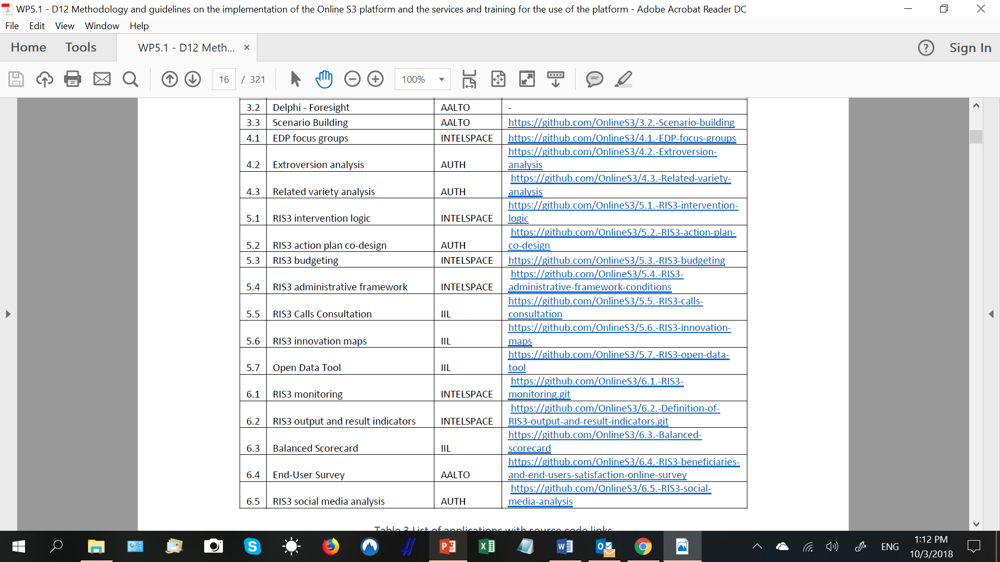 WP5.1 - D12 Methodology and guidelines on the implementation of the Online S3 platform and the services and training for the use of the platform - Adobe Acrobat Reader DC
File Edit View Window Help
Home Tools WP5.1 - D12 Meth... × ? Sign In
16 / 321 100%
3.2 Delphi - Foresight AALTO -
3.3 Scenario Building AALTO https://github.com/OnlineS3/3.2.-Scenario-building
4.1 EDP focus groups INTELSPACE https://github.com/OnlineS3/4.1.-EDP-focus-groups
https://github.com/OnlineS3/4.2.-Extroversion-
4.2 Extroversion analysis AUTH analysis
https://github.com/OnlineS3/4.3.-Related-variety-
4.3 Related variety analysis AUTH analysis
https://github.com/OnlineS3/5.1.-RIS3-intervention-
5.1 RIS3 intervention logic INTELSPACE logic
https://github.com/OnlineS3/5.2.-RIS3-action-plan-
5.2 RIS3 action plan co-design AUTH co-design
5.3 RIS3 budgeting INTELSPACE https://github.com/OnlineS3/5.3.-RIS3-budgeting
https://github.com/OnlineS3/5.4.-RIS3-
5.4 RIS3 administrative framework INTELSPACE administrative-framework-conditions
https://github.com/OnlineS3/5.5.-RIS3-calls-
5.5 RIS3 Calls Consultation IIL consultation
https://github.com/OnlineS3/5.6.-RIS3-innovation-
5.6 RIS3 innovation maps IIL maps
https://github.com/OnlineS3/5.7.-RIS3-open-data-
5.7 Open Data Tool IIL tool
https://github.com/OnlineS3/6.1.-RIS3-
6.1 RIS3 monitoring INTELSPACE monitoring.git
https://github.com/OnlineS3/6.2.-Definition-of-
6.2 RIS3 output and result indicators INTELSPACE RIS3-output-and-result-indicators.git
https://github.com/OnlineS3/6.3.-Balanced-
6.3 Balanced Scorecard IIL scorecard
https://github.com/OnlineS3/6.4.-RIS3-beneficiaries-
6.4 End-User Survey AALTO and-end-users-satisfaction-online-survey
https://github.com/OnlineS3/6.5.-RIS3-social-
6.5 RIS3 social media analysis AUTH media-analysis
Table 3 List of applications with source code links
ENG 1:12 PM
10/3/2018